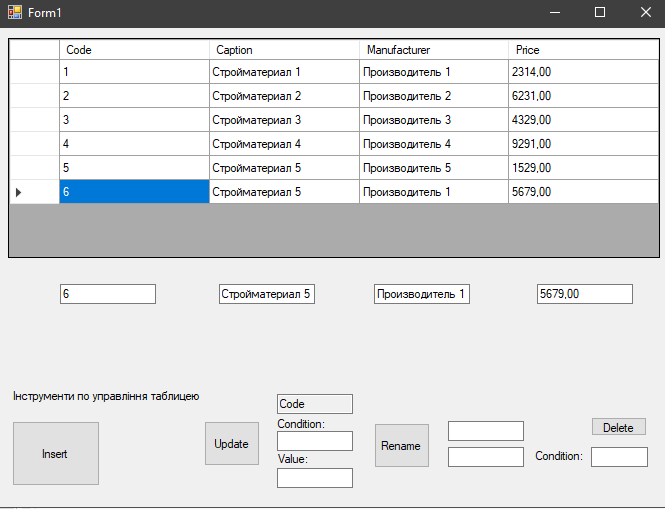 Form1
Code Caption Manufacturer Price
1 Стройматериал 1 Производитель 1 2314,00
2 Стройматериал 2 Производитель 2 6231,00
3 Стройматериал 3 Производитель 3 4329,00
4 Стройматериал 4 Производитель 4 9291,00
5 Стройматериал 5 Производитель 5 1529,00
6 Стройматериал 5 Производитель 1 5679,00
6 Стройматериал 5 Производитель 1 5679,00
Інструменти по управління таблицею
Insert
Update
Code
Condition:
Value:
Rename
Delete
Condition: